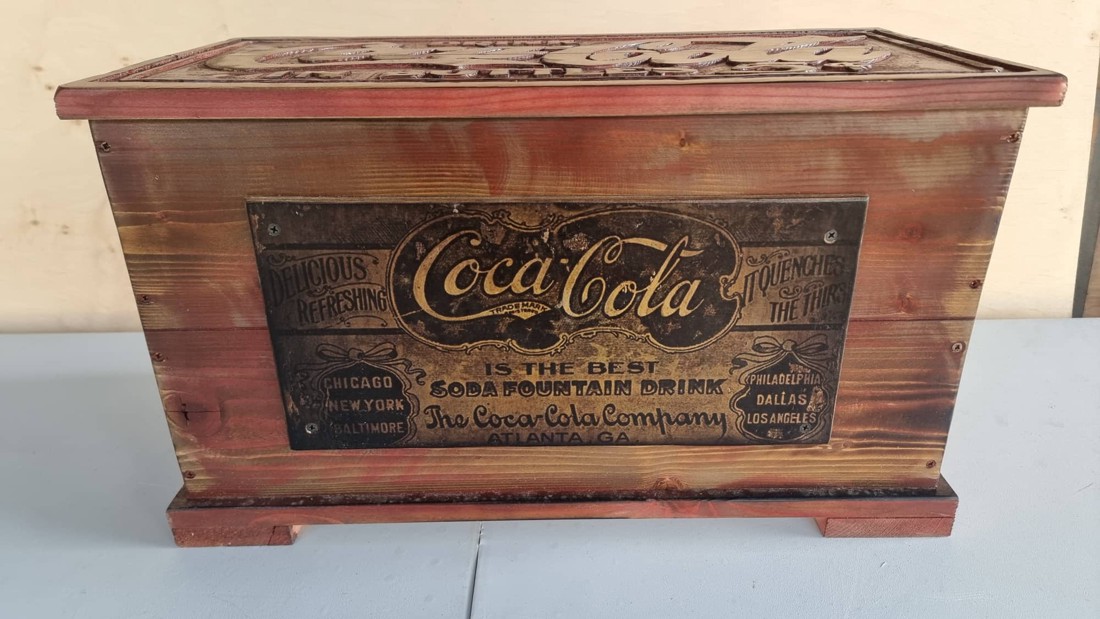 Coca-Cola
TRADE MARK
DELICIOUS
REFRESHING
IT QUENCHES
THE THIRS
IS THE BEST
SODA FOUNTAIN DRINK
The Coca-Cola Company
ATLANTA, GA.
CHICAGO
NEW YORK
BALTIMORE
PHILADELPHIA
DALLAS
LOS ANGELES